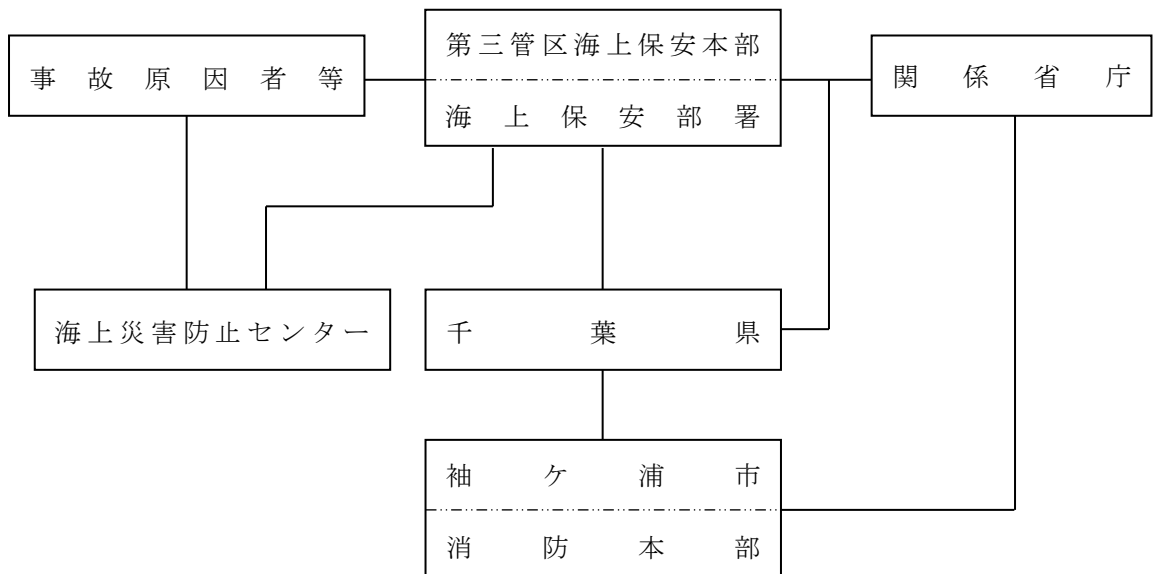 第三管区海上保安本部
海上保安部署
事故原因者等
関係省庁
海上災害防止センター
千葉県
袖ケ浦市
消防本部